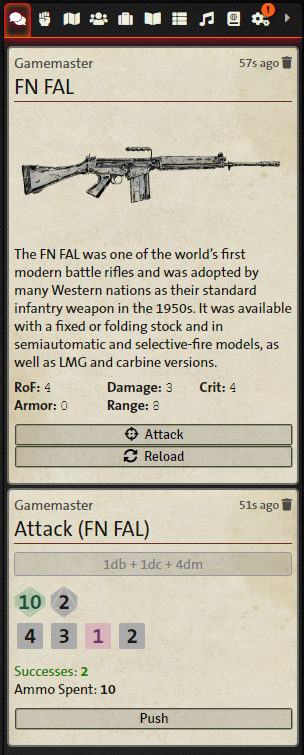 !
Gamemaster 57s ago
FN FAL
The FN FAL was one of the world's first
modern battle rifles and was adopted by
many Western nations as their standard
infantry weapon in the 1950s. It was available
with a fixed or folding stock and in
semiautomatic and selective-fire models, as
well as LMG and carbine versions.
RoF: 4 Damage: 3 Crit: 4
Armor: 0 Range: 8
Attack
Reload
Gamemaster 51s ago
Attack (FN FAL)
1db + 1dc + 4dm
10 2
4 3 1 2
Successes: 2
Ammo Spent: 10
Push